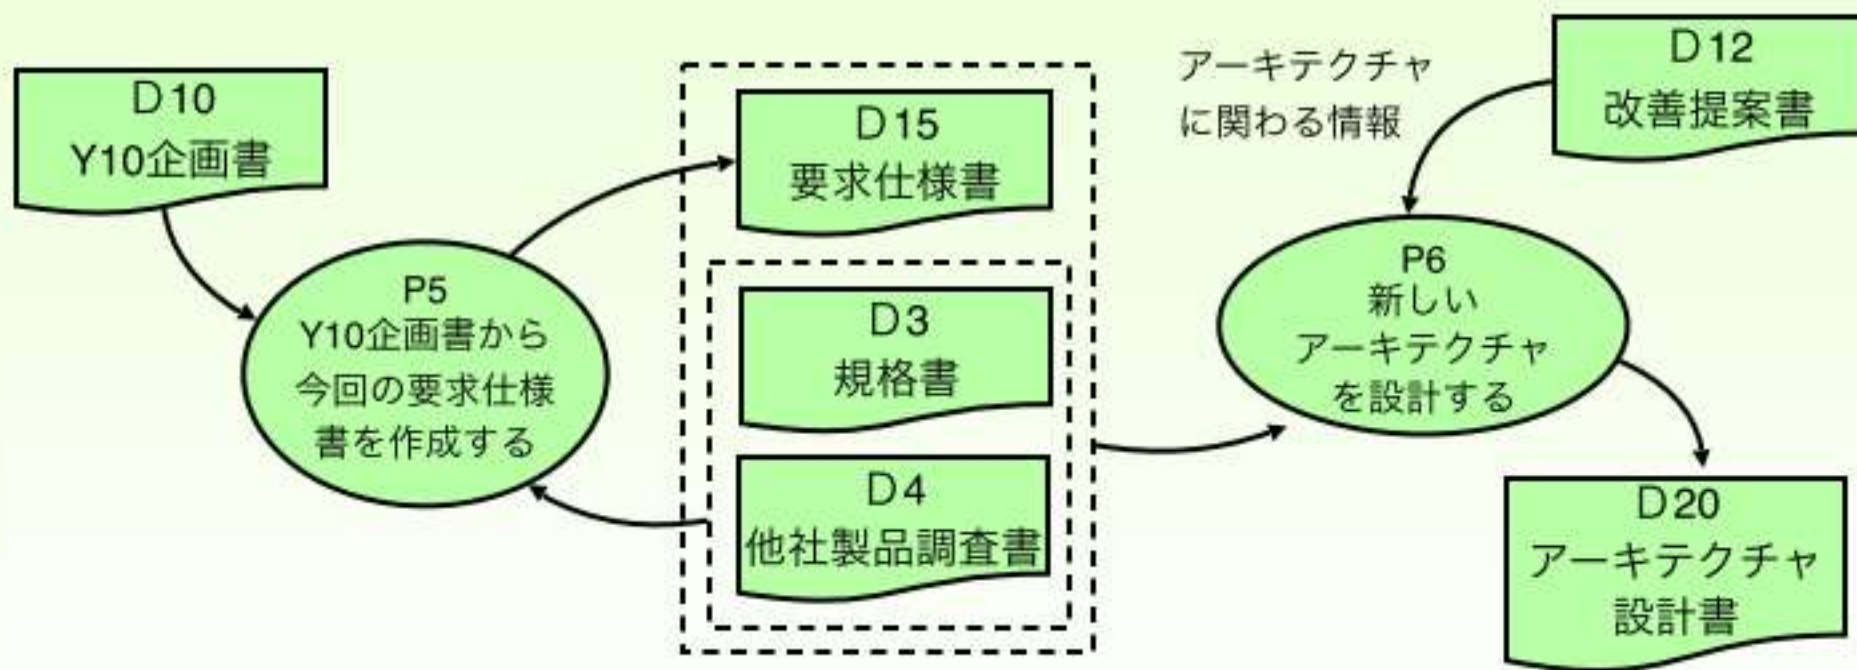 D10
Y10企画書
P5
Y10企画書から
今回の要求仕様
書を作成する
D15
要求仕様書
D3
規格書
D4
他社製品調査書
アーキテクチャ
に関わる情報
D12
改善提案書
P6
新しい
アーキテクチャ
を設計する
D20
アーキテクチャ
設計書